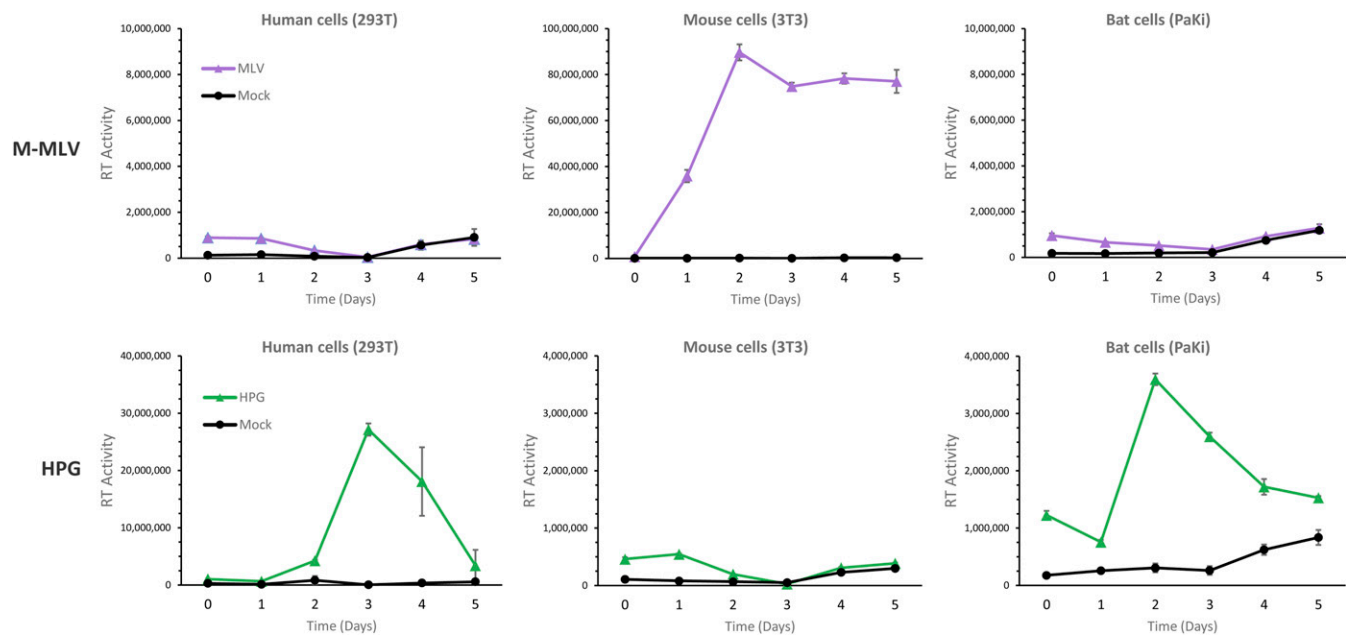 Human cells (293T)
Mouse cells (3T3)
Bat cells (PaKi)
M-MLV
RT Activity
10,000,000
8,000,000
6,000,000
4,000,000
2,000,000
0
MLV
Mock
0 1 2 3 4 5
Time (Days)
RT Activity
100,000,000
80,000,000
60,000,000
40,000,000
20,000,000
0
0 1 2 3 4 5
Time (Days)
RT Activity
10,000,000
8,000,000
6,000,000
4,000,000
2,000,000
0
0 1 2 3 4 5
Time (Days)
Human cells (293T)
Mouse cells (3T3)
Bat cells (PaKi)
HPG
RT Activity
40,000,000
30,000,000
20,000,000
10,000,000
0
HPG
Mock
0 1 2 3 4 5
Time (Days)
RT Activity
4,000,000
3,000,000
2,000,000
1,000,000
0
0 1 2 3 4 5
Time (Days)
RT Activity
4,000,000
3,000,000
2,000,000
1,000,000
0
0 1 2 3 4 5
Time (Days)